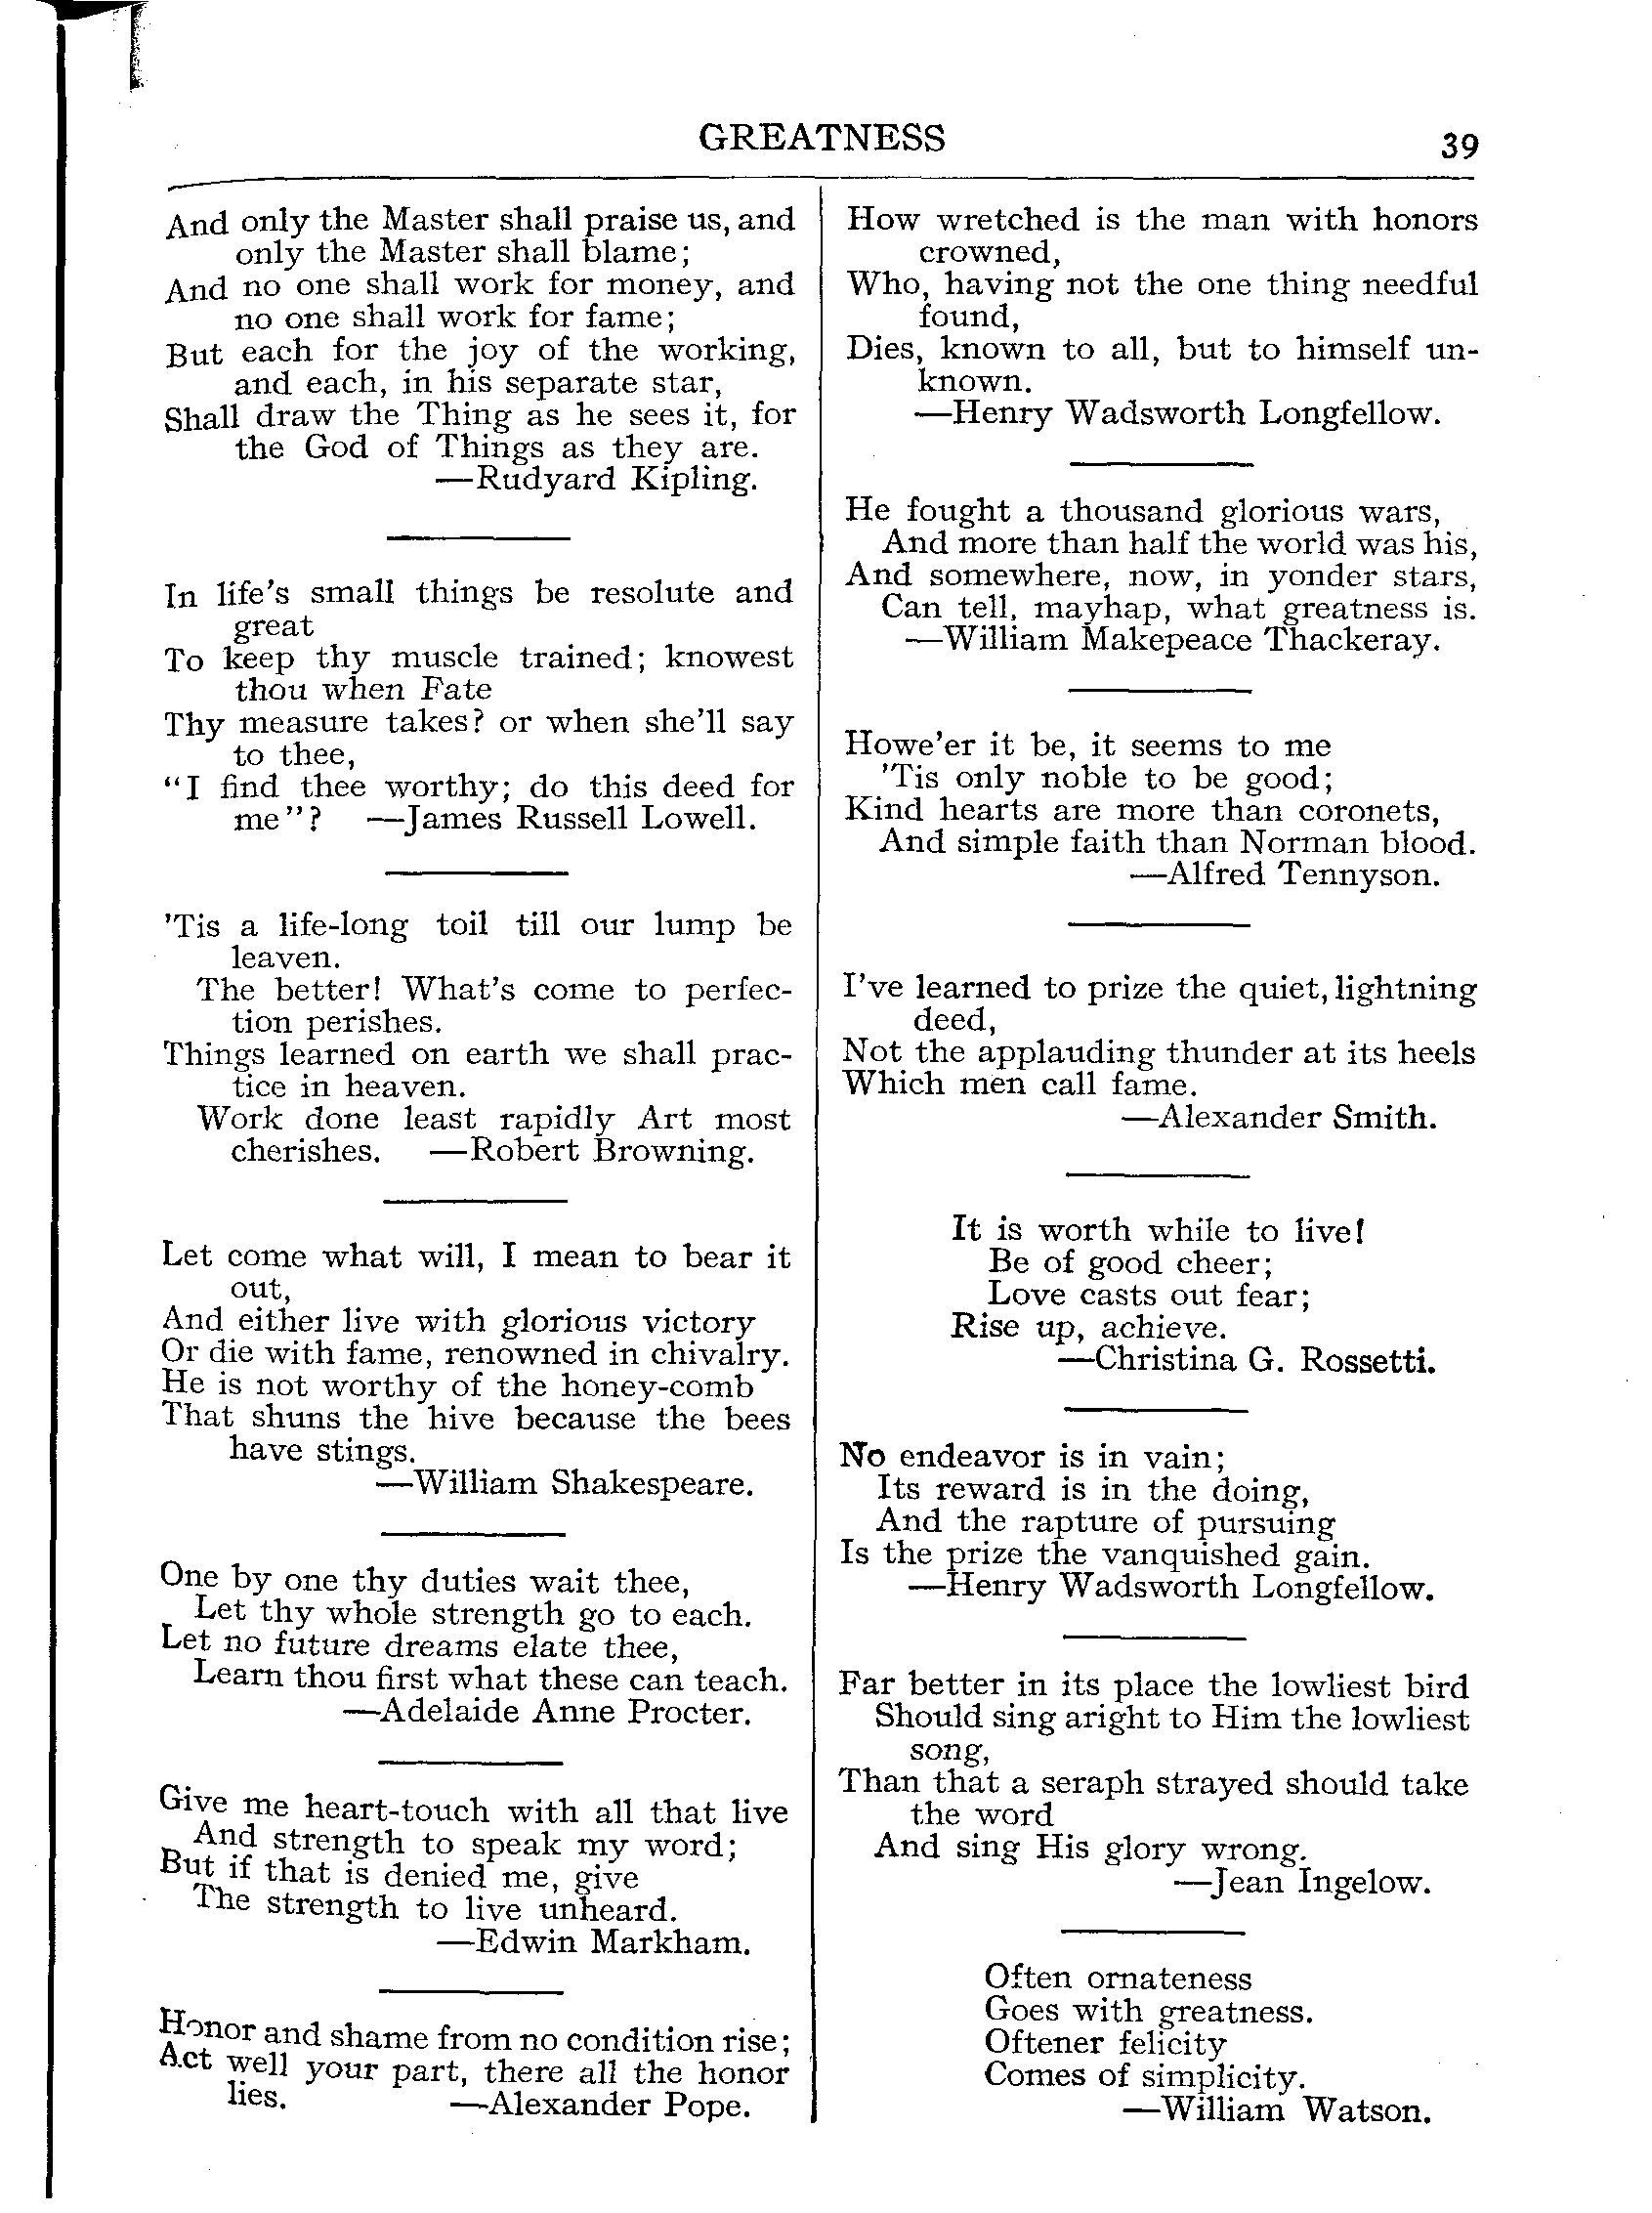 GREATNESS
39
And only the Master shall praise us, and
only the Master shall blame;
And no one shall work for money, and
no one shall work for fame;
But each for the joy of the working,
and each, in his separate star,
Shall draw the Thing as he sees it, for
the God of Things as they are.
—Rudyard Kipling.
In life's small things be resolute and
great
To keep thy muscle trained; knowest
thou when Fate
Thy measure takes? or when she'll say
to thee,
"I find thee worthy; do this deed for
me"? —James Russell Lowell.
'Tis a life-long toil till our lump be
leaven.
The better! What's come to perfec-
tion perishes.
Things learned on earth we shall prac-
tice in heaven.
Work done least rapidly Art most
cherishes. —Robert Browning.
Let come what will, I mean to bear it
out,
And either live with glorious victory
Or die with fame, renowned in chivalry.
He is not worthy of the honey-comb
That shuns the hive because the bees
have stings.
—William Shakespeare.
One by one thy duties wait thee,
Let thy whole strength go to each.
Let no future dreams elate thee,
Learn thou first what these can teach.
—Adelaide Anne Procter.
Give me heart-touch with all that live
And strength to speak my word;
But if that is denied me, give
The strength to live unheard.
—Edwin Markham.
Honor and shame from no condition rise;
Act well your part, there all the honor
lies. —Alexander Pope.
How wretched is the man with honors
crowned,
Who, having not the one thing needful
found,
Dies, known to all, but to himself un-
known.
—Henry Wadsworth Longfellow.
He fought a thousand glorious wars,
And more than half the world was his,
And somewhere, now, in yonder stars,
Can tell, mayhap, what greatness is.
—William Makepeace Thackeray.
Howe'er it be, it seems to me
'Tis only noble to be good;
Kind hearts are more than coronets,
And simple faith than Norman blood.
—Alfred Tennyson.
I've learned to prize the quiet, lightning
deed,
Not the applauding thunder at its heels
Which men call fame.
—Alexander Smith.
It is worth while to live!
Be of good cheer;
Love casts out fear;
Rise up, achieve.
—Christina G. Rossetti.
No endeavor is in vain;
Its reward is in the doing,
And the rapture of pursuing
Is the prize the vanquished gain.
—Henry Wadsworth Longfellow.
Far better in its place the lowliest bird
Should sing aright to Him the lowliest
song,
Than that a seraph strayed should take
the word
And sing His glory wrong.
—Jean Ingelow.
Often ornateness
Goes with greatness.
Oftener felicity
Comes of simplicity.
—William Watson.